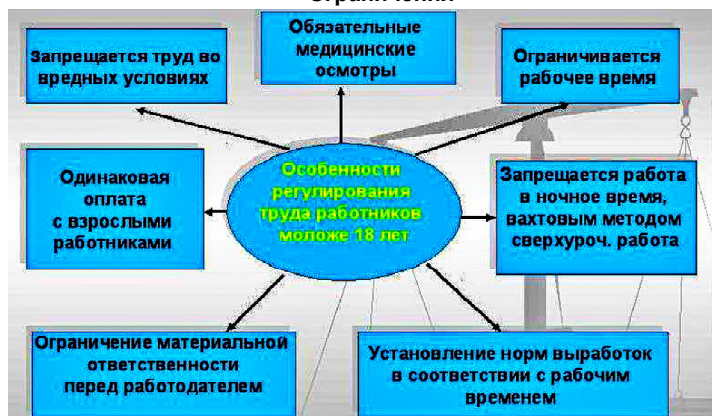 Обязательные
медицинские
осмотры
Запрещается труд во
вредных условиях
Ограничивается
рабочее время
Особенности
регулирования
труда работников
моложе 18 лет
Одинаковая
оплата
с взрослыми
работниками
Запрещается работа
в ночное время,
вахтовым методом
сверхуроч. работа
Ограничение материальной
ответственности
перед работодателем
Установление норм выработок
в соответствии с рабочим
временем